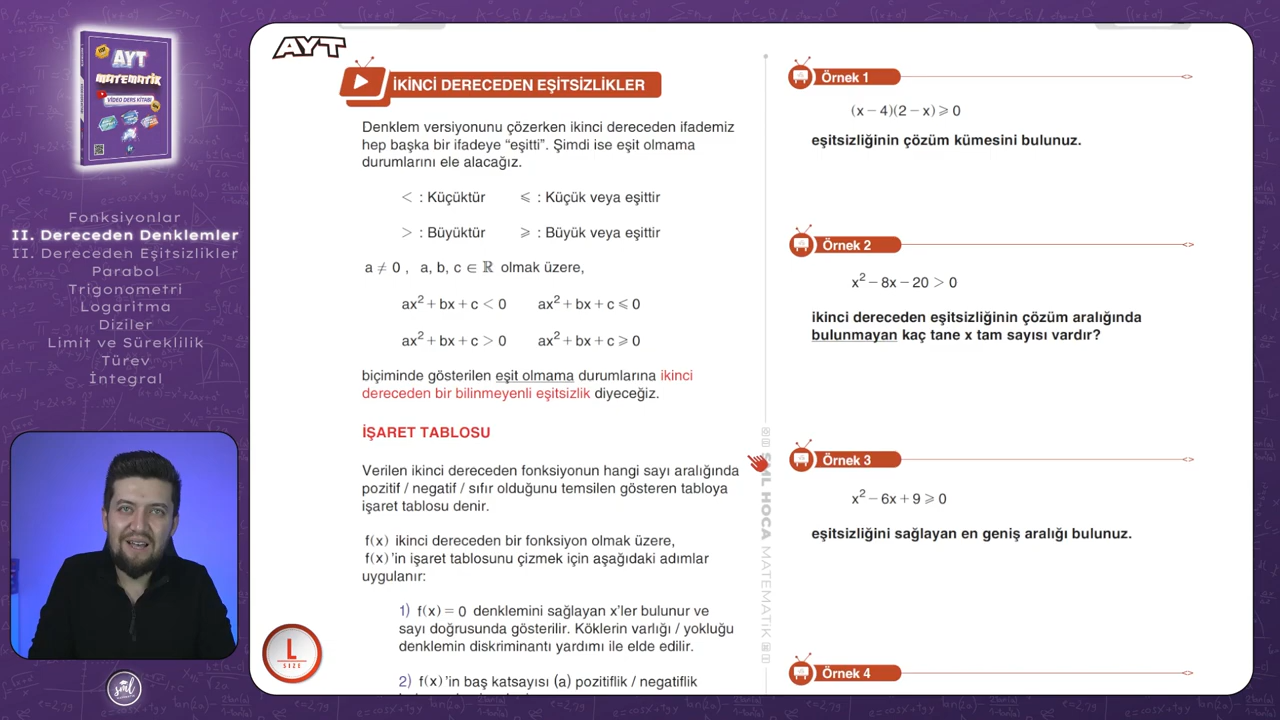 AYT
MATEMATİK
VİDEO DERS KİTABI
Fonksiyonlar
II. Dereceden Denklemler
II. Dereceden Eşitsizlikler
Parabol
Trigonometri
Logaritma
Diziler
Limit ve Süreklilik
Türev
İntegral
sml
AYT
İKİNCİ DERECEDEN EŞİTSİZLİKLER
Denklem versiyonunu çözerken ikinci dereceden ifademiz
hep başka bir ifadeye “eşitti”. Şimdi ise eşit olmama
durumlarını ele alacağız.
< : Küçüktür ⩽ : Küçük veya eşittir
> : Büyüktür ⩾ : Büyük veya eşittir
a ≠ 0 , a, b, c ∈ ℝ olmak üzere,
ax² + bx + c < 0 ax² + bx + c ⩽ 0
ax² + bx + c > 0 ax² + bx + c ⩾ 0
biçiminde gösterilen eşit olmama durumlarına ikinci
dereceden bir bilinmeyenli eşitsizlik diyeceğiz.
İŞARET TABLOSU
Verilen ikinci dereceden fonksiyonun hangi sayı aralığında
pozitif / negatif / sıfır olduğunu temsilen gösteren tabloya
işaret tablosu denir.
f(x) ikinci dereceden bir fonksiyon olmak üzere,
f(x)’in işaret tablosunu çizmek için aşağıdaki adımlar
uygulanır:
1) f(x) = 0 denklemini sağlayan x’ler bulunur ve
sayı doğrusunda gösterilir. Köklerin varlığı / yokluğu
denklemin diskriminantı yardımı ile elde edilir.
2) f(x)’in baş katsayısı (a) pozitiflik / negatiflik
L
SIZE
SML HOCA MATEMATİK
Örnek 1
(x − 4)(2 − x) ⩾ 0
eşitsizliğinin çözüm kümesini bulunuz.
Örnek 2
x² − 8x − 20 > 0
ikinci dereceden eşitsizliğinin çözüm aralığında
bulunmayan kaç tane x tam sayısı vardır?
Örnek 3
x² − 6x + 9 ⩾ 0
eşitsizliğini sağlayan en geniş aralığı bulunuz.
Örnek 4